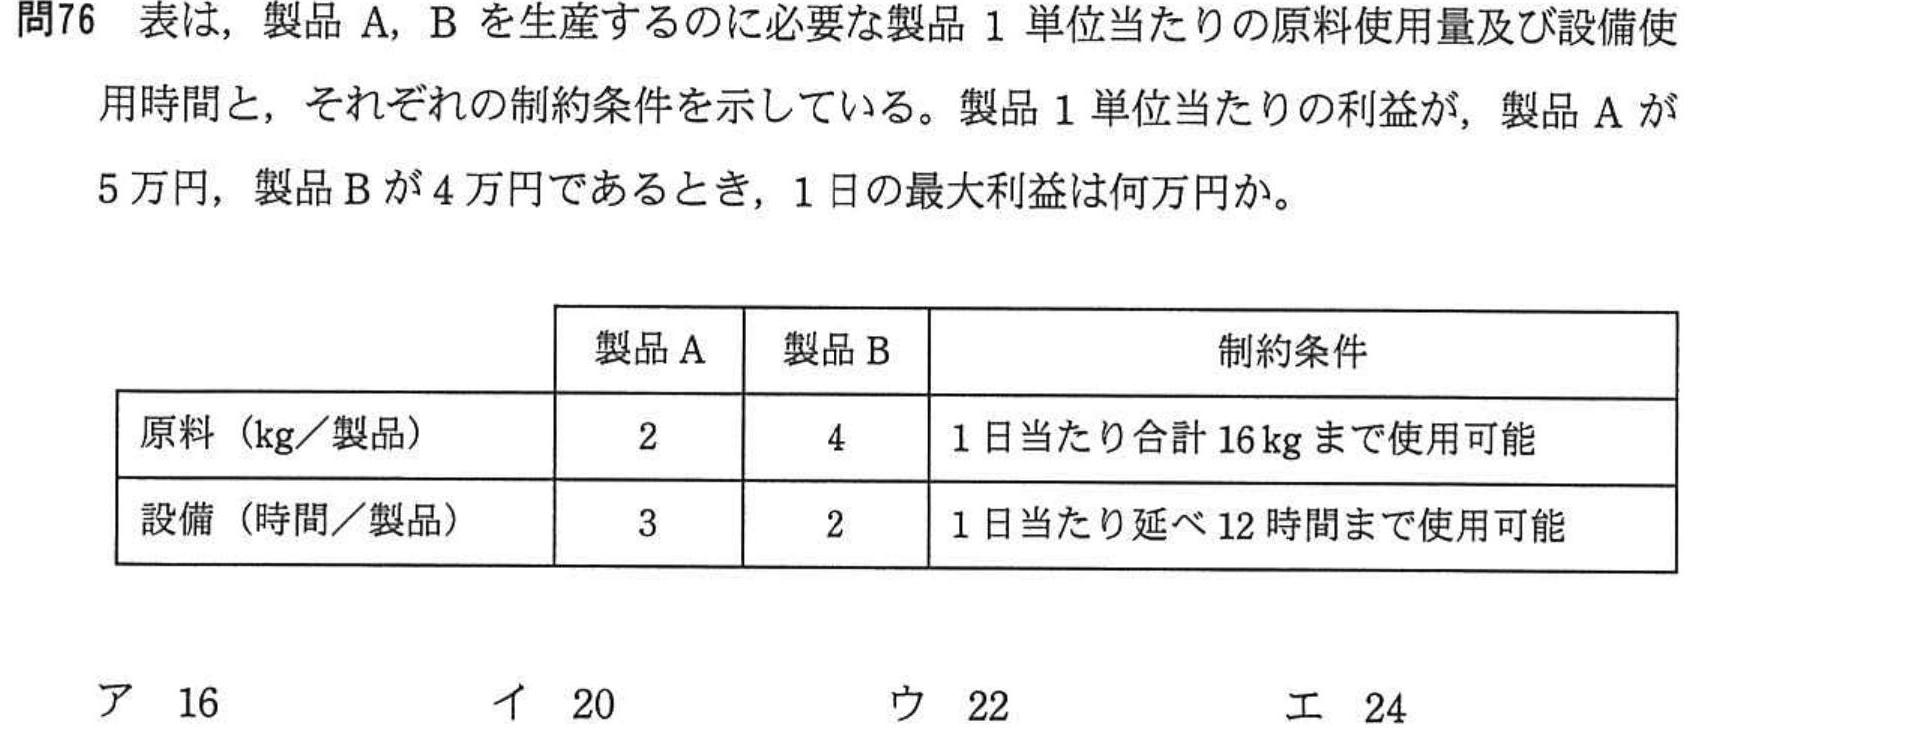 問76 表は，製品 A，B を生産するのに必要な製品 1 単位当たりの原料使用量及び設備使
用時間と，それぞれの制約条件を示している。製品 1 単位当たりの利益が，製品 A が
5 万円，製品 B が 4 万円であるとき，1 日の最大利益は何万円か。
製品 A 製品 B 制約条件
原料（kg／製品） 2 4 1 日当たり合計 16 kg まで使用可能
設備（時間／製品） 3 2 1 日当たり延べ 12 時間まで使用可能
ア 16 イ 20 ウ 22 エ 24